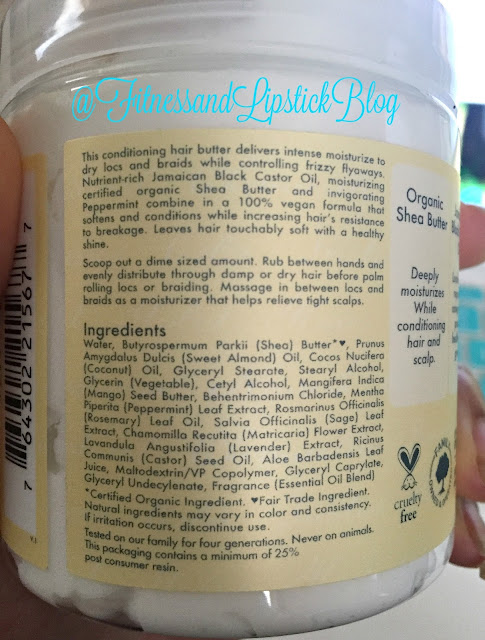 @FitnessandLipstickBlog
This conditioning hair butter delivers intense moisturize to
dry locs and braids while controlling frizzy flyaways.
Nutrient-rich Jamaican Black Castor Oil, moisturizing
certified organic Shea Butter and invigorating
Peppermint combine in a 100% vegan formula that
softens and conditions while increasing hair's resistance
to breakage. Leaves hair touchably soft with a healthy
shine.
Scoop out a dime sized amount. Rub between hands and
evenly distribute through damp or dry hair before palm
rolling locs or braiding. Massage in between locs and
braids as a moisturizer that helps relieve tight scalps.
Ingredients
Water, Butyrospermum Parkii (Shea) Butter*♥, Prunus
Amygdalus Dulcis (Sweet Almond) Oil, Cocos Nucifera
(Coconut) Oil, Glyceryl Stearate, Stearyl Alcohol,
Glycerin (Vegetable), Cetyl Alcohol, Mangifera Indica
(Mango) Seed Butter, Behentrimonium Chloride, Mentha
Piperita (Peppermint) Leaf Extract, Rosmarinus Officinalis
(Rosemary) Leaf Oil, Salvia Officinalis (Sage) Leaf
Extract, Chamomilla Recutita (Matricaria) Flower Extract,
Lavandula Angustifolia (Lavender) Extract, Ricinus
Communis (Castor) Seed Oil, Aloe Barbadensis Leaf
Juice, Maltodextrin/VP Copolymer, Glyceryl Caprylate,
Glyceryl Undecylenate, Fragrance (Essential Oil Blend)
*Certified Organic Ingredient. ♥Fair Trade Ingredient.
Natural ingredients may vary in color and consistency.
If irritation occurs, discontinue use.
Tested on our family for four generations. Never on animals.
This packaging contains a minimum of 25%
post consumer resin.
Organic
Shea Butter
Deeply
moisturizes
While
conditioning
hair and
scalp.
cruelty
free
7 64302 21567 7